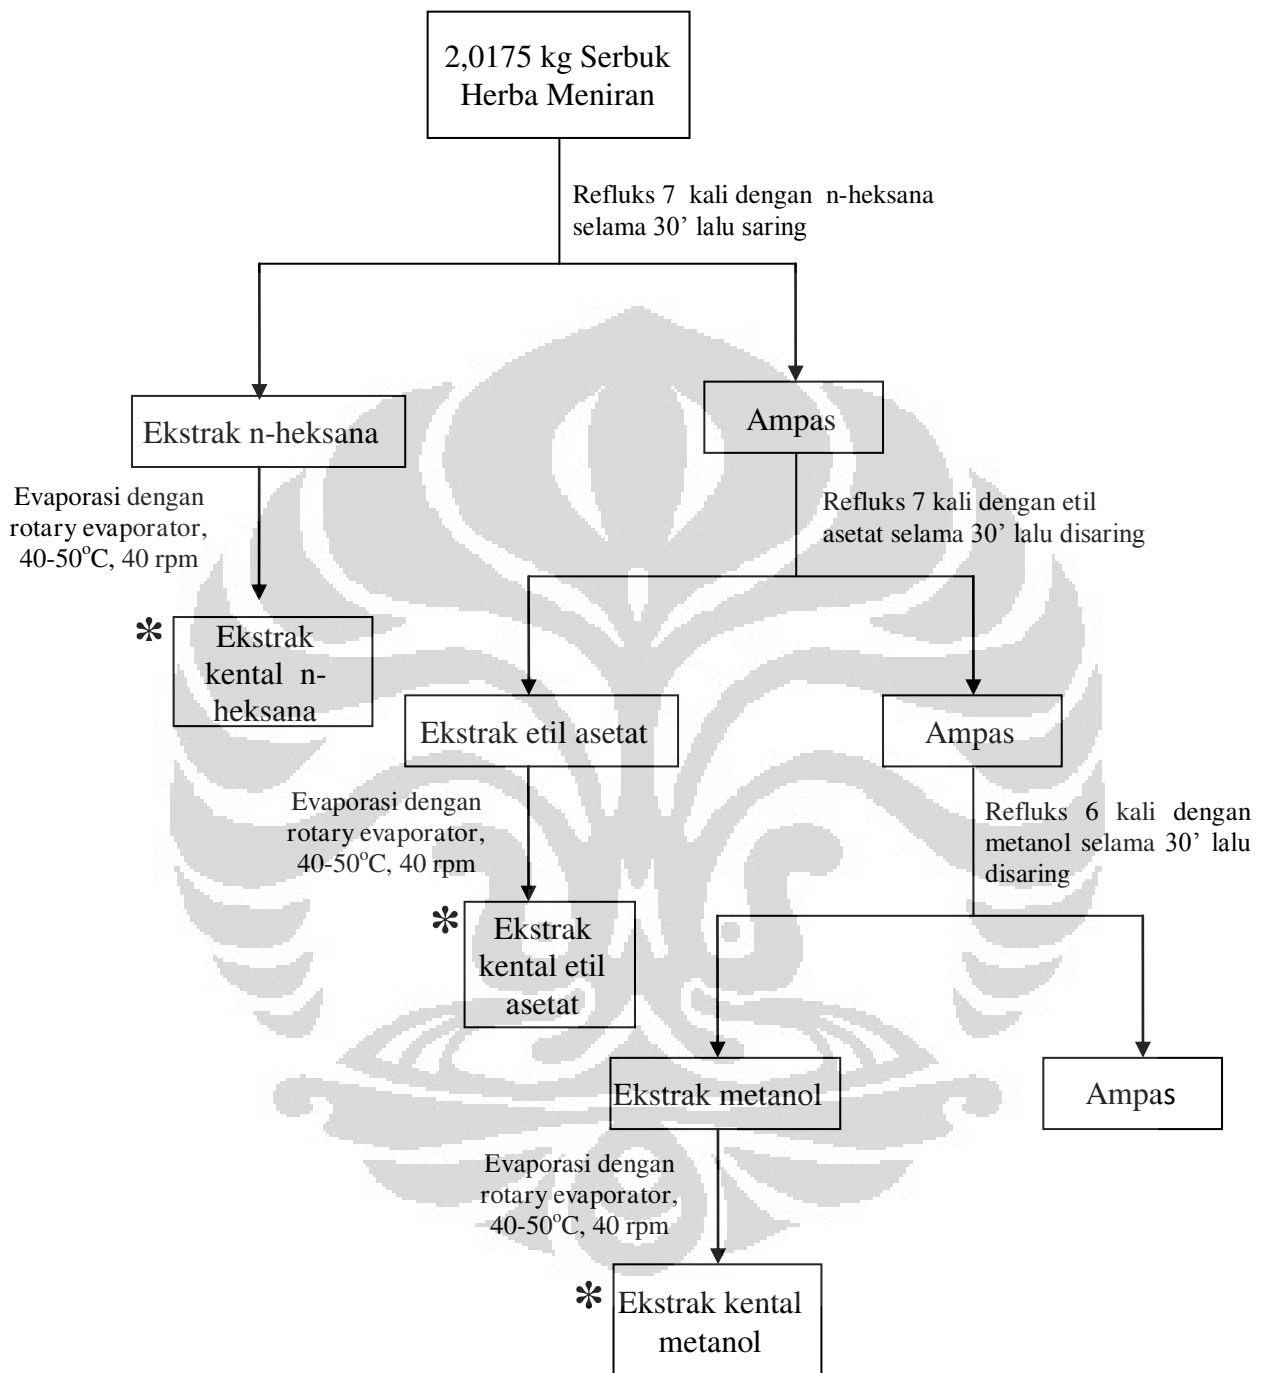 2,0175 kg Serbuk
Herba Meniran
Refluks 7 kali dengan n-heksana
selama 30’ lalu saring
Ekstrak n-heksana
Ampas
Evaporasi dengan
rotary evaporator,
40-50°C, 40 rpm
Refluks 7 kali dengan etil
asetat selama 30’ lalu disaring
*
Ekstrak
kental n-
heksana
Ekstrak etil asetat
Ampas
Evaporasi dengan
rotary evaporator,
40-50°C, 40 rpm
Refluks 6 kali dengan
metanol selama 30’ lalu
disaring
*
Ekstrak
kental etil
asetat
Ekstrak metanol
Ampas
Evaporasi dengan
rotary evaporator,
40-50°C, 40 rpm
*
Ekstrak kental
metanol